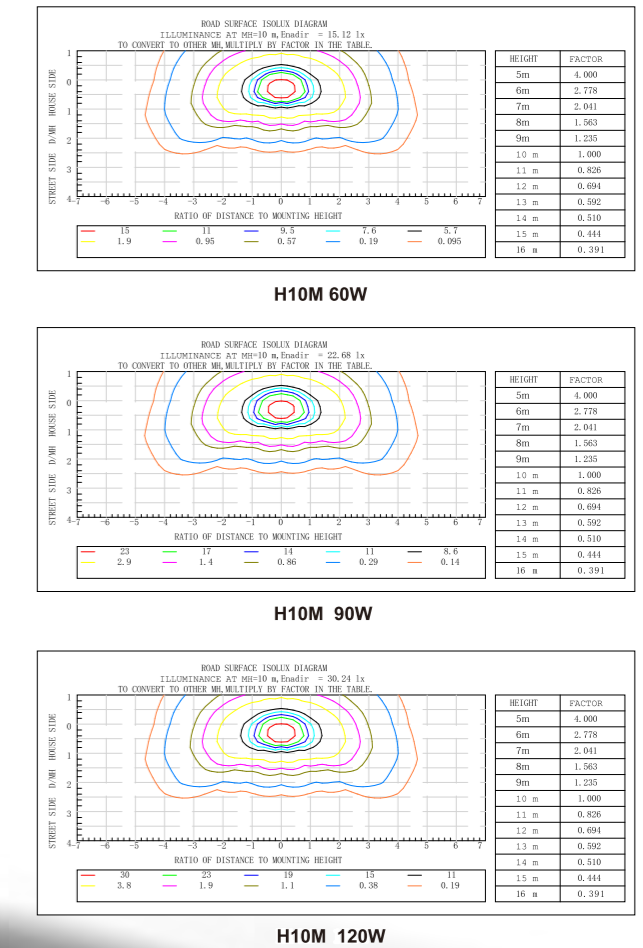 ROAD SURFACE ISOLUX DIAGRAM
ILLUMINANCE AT MH=10 m,Enadir = 15.12 lx
TO CONVERT TO OTHER MH,MULTIPLY BY FACTOR IN THE TABLE.
STREET SIDE D/MH HOUSE SIDE
1
0
1
2
3
4
-7 -6 -5 -4 -3 -2 -1 0 1 2 3 4 5 6 7
RATIO OF DISTANCE TO MOUNTING HEIGHT
15 11 9.5 7.6 5.7
1.9 0.95 0.57 0.19 0.095
HEIGHT FACTOR
5m 4.000
6m 2.778
7m 2.041
8m 1.563
9m 1.235
10 m 1.000
11 m 0.826
12 m 0.694
13 m 0.592
14 m 0.510
15 m 0.444
16 m 0.391
H10M 60W
ROAD SURFACE ISOLUX DIAGRAM
ILLUMINANCE AT MH=10 m,Enadir = 22.68 lx
TO CONVERT TO OTHER MH,MULTIPLY BY FACTOR IN THE TABLE.
STREET SIDE D/MH HOUSE SIDE
1
0
1
2
3
4
-7 -6 -5 -4 -3 -2 -1 0 1 2 3 4 5 6 7
RATIO OF DISTANCE TO MOUNTING HEIGHT
23 17 14 11 8.6
2.9 1.4 0.86 0.29 0.14
HEIGHT FACTOR
5m 4.000
6m 2.778
7m 2.041
8m 1.563
9m 1.235
10 m 1.000
11 m 0.826
12 m 0.694
13 m 0.592
14 m 0.510
15 m 0.444
16 m 0.391
H10M 90W
ROAD SURFACE ISOLUX DIAGRAM
ILLUMINANCE AT MH=10 m,Enadir = 30.24 lx
TO CONVERT TO OTHER MH,MULTIPLY BY FACTOR IN THE TABLE.
STREET SIDE D/MH HOUSE SIDE
1
0
1
2
3
4
-7 -6 -5 -4 -3 -2 -1 0 1 2 3 4 5 6 7
RATIO OF DISTANCE TO MOUNTING HEIGHT
30 23 19 15 11
3.8 1.9 1.1 0.38 0.19
HEIGHT FACTOR
5m 4.000
6m 2.778
7m 2.041
8m 1.563
9m 1.235
10 m 1.000
11 m 0.826
12 m 0.694
13 m 0.592
14 m 0.510
15 m 0.444
16 m 0.391
H10M 120W